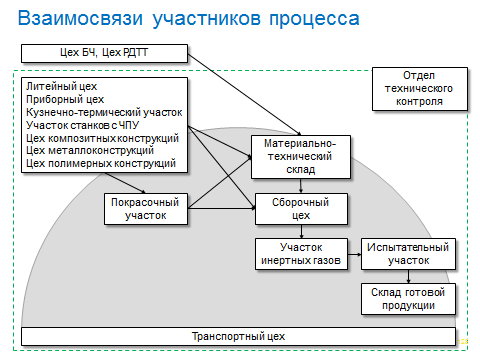 Взаимосвязи участников процесса
Цех БЧ, Цех РДТТ
Отдел
технического
контроля
Литейный цех
Приборный цех
Кузнечно-термический участок
Участок станков с ЧПУ
Цех композитных конструкций
Цех металлоконструкций
Цех полимерных конструкций
Материально-
технический
склад
Покрасочный
участок
Сборочный
цех
Участок
инертных газов
Испытательный
участок
Склад готовой
продукции
Транспортный цех